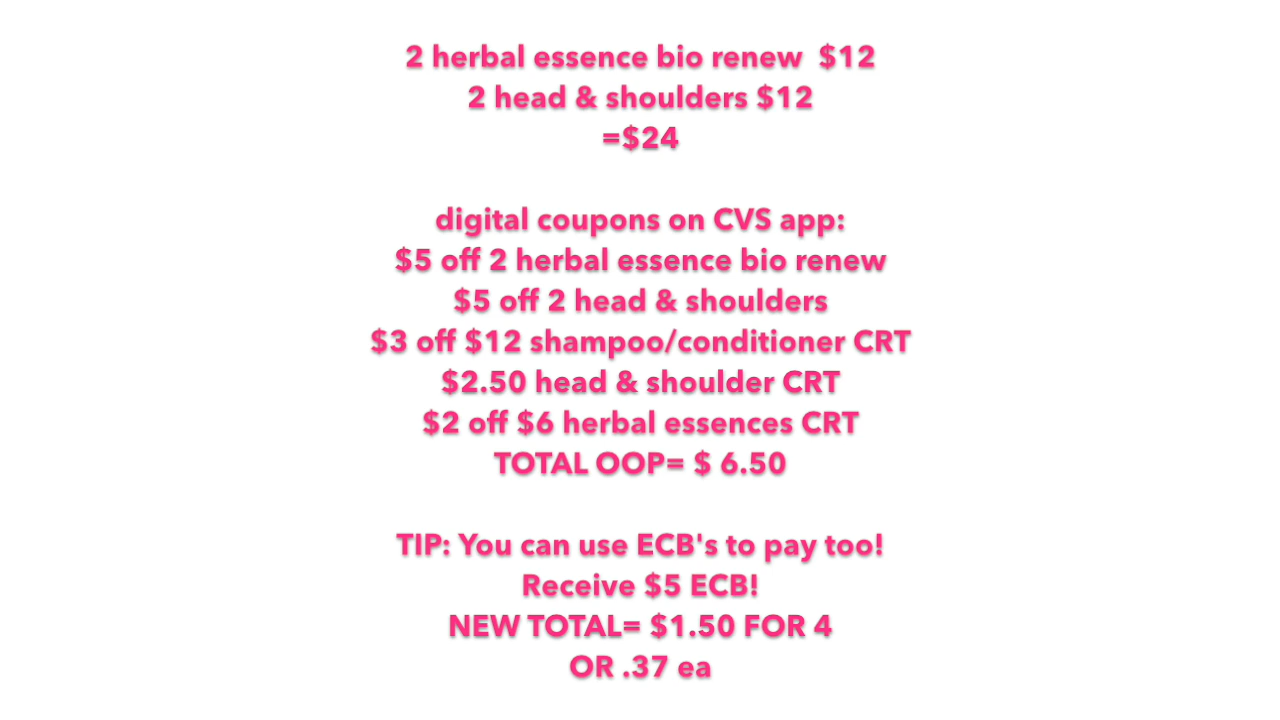 2 herbal essence bio renew  $12
2 head & shoulders $12
=$24
digital coupons on CVS app:
$5 off 2 herbal essence bio renew
$5 off 2 head & shoulders
$3 off $12 shampoo/conditioner CRT
$2.50 head & shoulder CRT
$2 off $6 herbal essences CRT
TOTAL OOP= $ 6.50
TIP: You can use ECB's to pay too!
Receive $5 ECB!
NEW TOTAL= $1.50 FOR 4
OR .37 ea